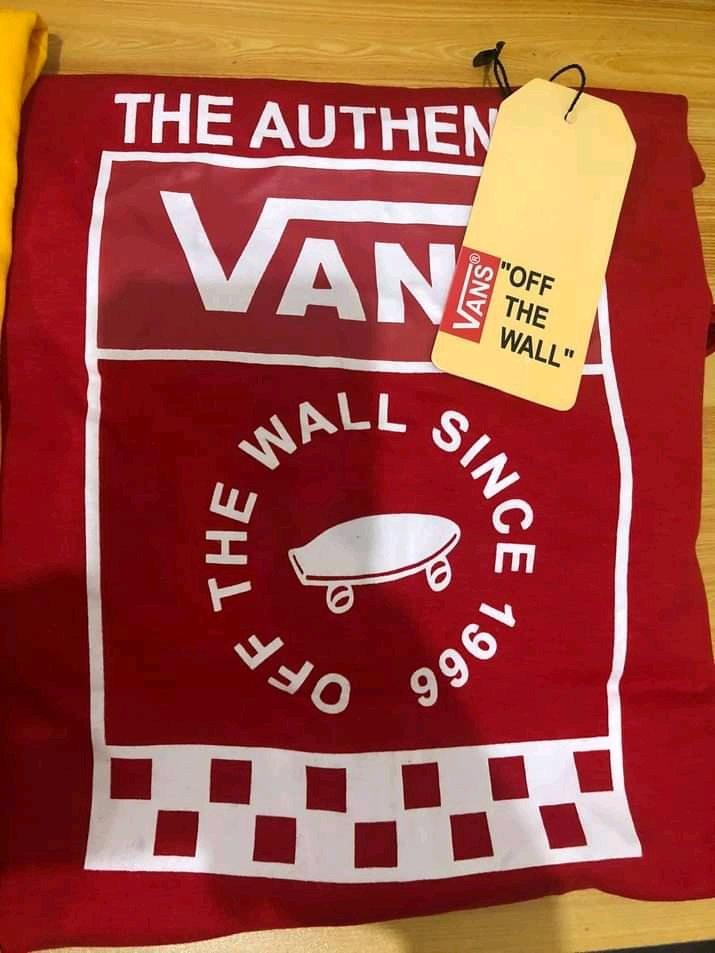 THE AUTHEN
VAN
VANS®
"OFF
THE
WALL"
OFF THE WALL SINCE 1966